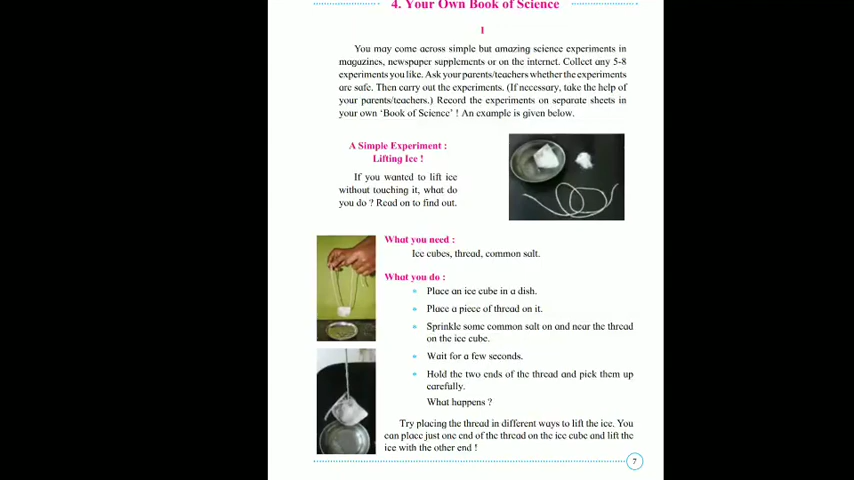 4. Your Own Book of Science
I
You may come across simple but amazing science experiments in
magazines, newspaper supplements or on the internet. Collect any 5-8
experiments you like. Ask your parents/teachers whether the experiments
are safe. Then carry out the experiments. (If necessary, take the help of
your parents/teachers.) Record the experiments on separate sheets in
your own ‘Book of Science’ ! An example is given below.
A Simple Experiment :
Lifting Ice !
If you wanted to lift ice
without touching it, what do
you do ? Read on to find out.
What you need :
Ice cubes, thread, common salt.
What you do :
Place an ice cube in a dish.
Place a piece of thread on it.
Sprinkle some common salt on and near the thread
on the ice cube.
Wait for a few seconds.
Hold the two ends of the thread and pick them up
carefully.
What happens ?
Try placing the thread in different ways to lift the ice. You
can place just one end of the thread on the ice cube and lift the
ice with the other end !
7